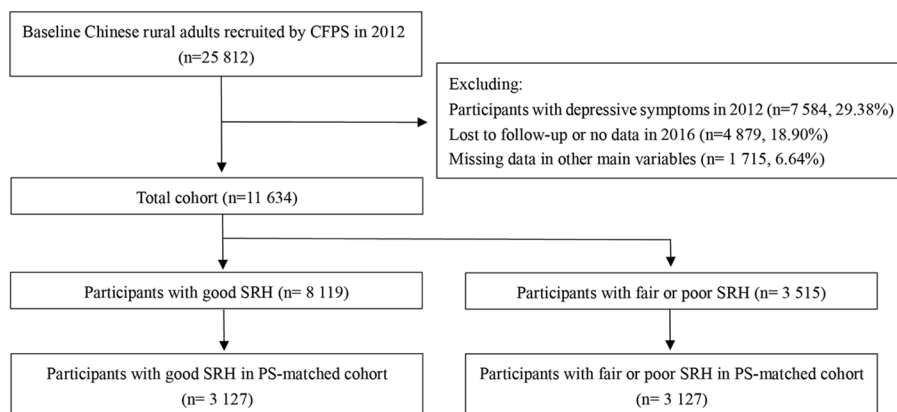 Baseline Chinese rural adults recruited by CFPS in 2012
(n=25 812)
Excluding:
Participants with depressive symptoms in 2012 (n=7 584, 29.38%)
Lost to follow-up or no data in 2016 (n=4 879, 18.90%)
Missing data in other main variables (n= 1 715, 6.64%)
Total cohort (n=11 634)
Participants with good SRH (n= 8 119)
Participants with fair or poor SRH (n= 3 515)
Participants with good SRH in PS-matched cohort
(n= 3 127)
Participants with fair or poor SRH in PS-matched cohort
(n= 3 127)